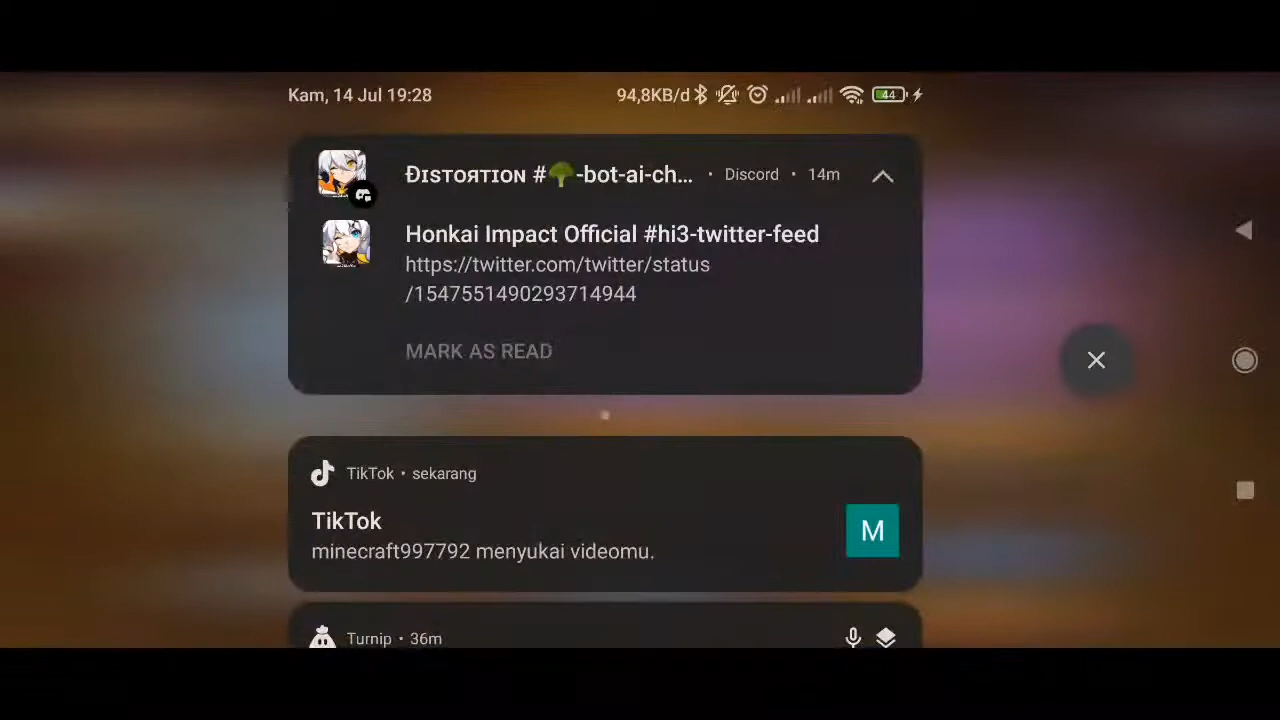 Kam, 14 Jul 19:28 94,8KB/d 44
Đɪꜱᴛᴏʀᴛɪᴏɴ #🌳-bot-ai-ch... • Discord • 14m
Honkai Impact Official #hi3-twitter-feed
https://twitter.com/twitter/status
/1547551490293714944
MARK AS READ
TikTok • sekarang
TikTok
minecraft997792 menyukai videomu.
M
Turnip • 36m